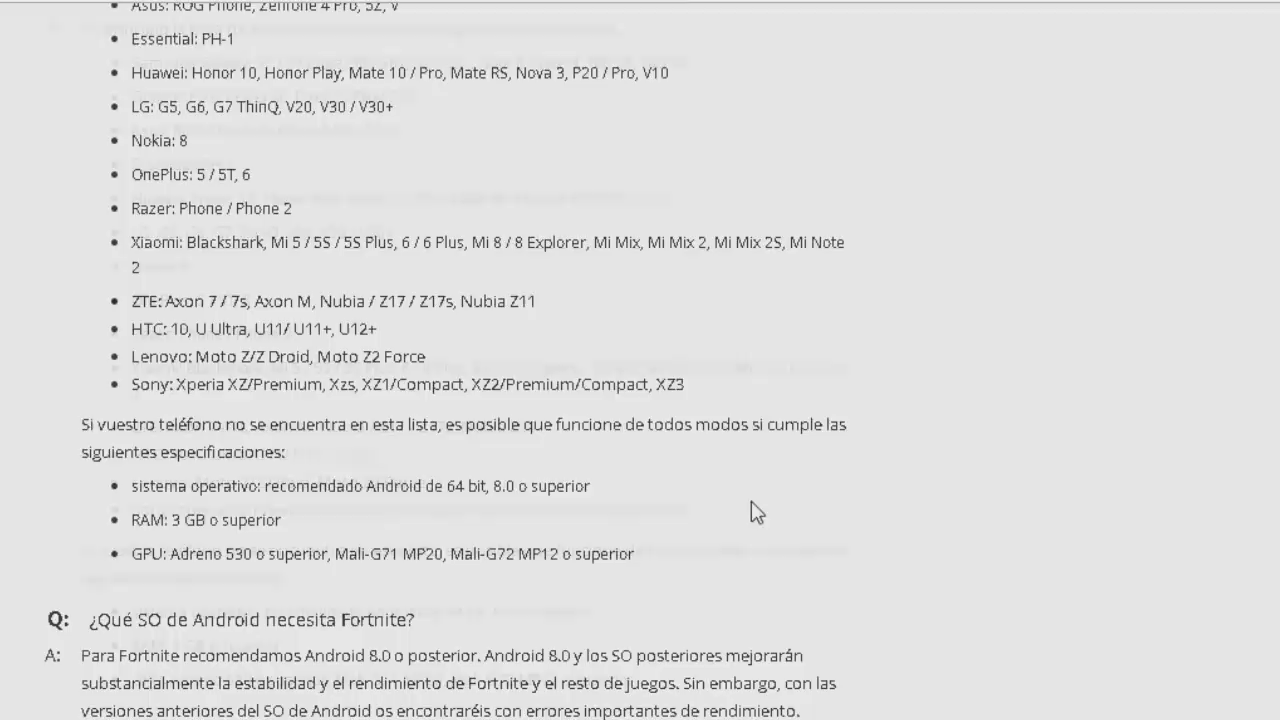 Asus: ROG Phone, Zenfone 4 Pro, 5Z, V
Essential: PH-1
Huawei: Honor 10, Honor Play, Mate 10 / Pro, Mate RS, Nova 3, P20 / Pro, V10
LG: G5, G6, G7 ThinQ, V20, V30 / V30+
Nokia: 8
OnePlus: 5 / 5T, 6
Razer: Phone / Phone 2
Xiaomi: Blackshark, Mi 5 / 5S / 5S Plus, 6 / 6 Plus, Mi 8 / 8 Explorer, Mi Mix, Mi Mix 2, Mi Mix 2S, Mi Note
2
ZTE: Axon 7 / 7s, Axon M, Nubia / Z17 / Z17s, Nubia Z11
HTC: 10, U Ultra, U11/ U11+, U12+
Lenovo: Moto Z/Z Droid, Moto Z2 Force
Sony: Xperia XZ/Premium, Xzs, XZ1/Compact, XZ2/Premium/Compact, XZ3
Si vuestro teléfono no se encuentra en esta lista, es posible que funcione de todos modos si cumple las
siguientes especificaciones:
sistema operativo: recomendado Android de 64 bit, 8.0 o superior
RAM: 3 GB o superior
GPU: Adreno 530 o superior, Mali-G71 MP20, Mali-G72 MP12 o superior
Q: ¿Qué SO de Android necesita Fortnite?
A: Para Fortnite recomendamos Android 8.0 o posterior. Android 8.0 y los SO posteriores mejorarán
substancialmente la estabilidad y el rendimiento de Fortnite y el resto de juegos. Sin embargo, con las
versiones anteriores del SO de Android os encontraréis con errores importantes de rendimiento.